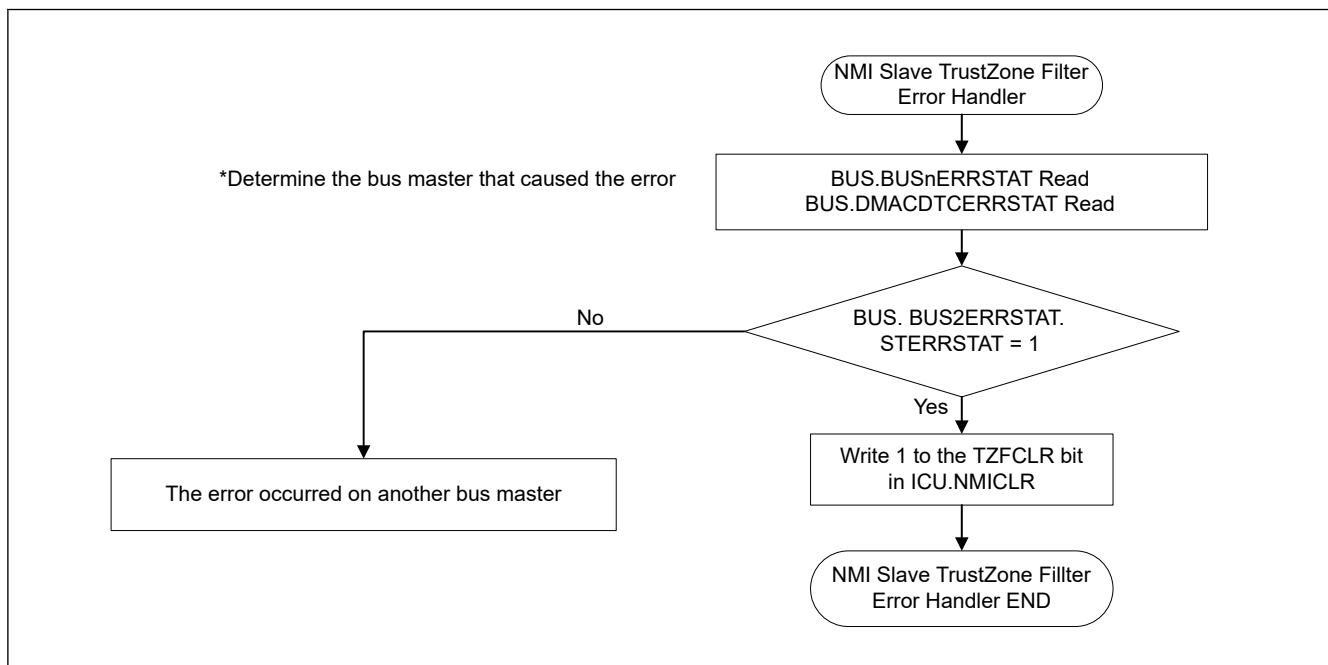 NMI Slave TrustZone Filter
Error Handler
*Determine the bus master that caused the error
BUS.BUSnERRSTAT Read
BUS.DMACDTCERRSTAT Read
BUS. BUS2ERRSTAT.
STERRSTAT = 1
No
Yes
The error occurred on another bus master
Write 1 to the TZFCLR bit
in ICU.NMICLR
NMI Slave TrustZone Fillter
Error Handler END